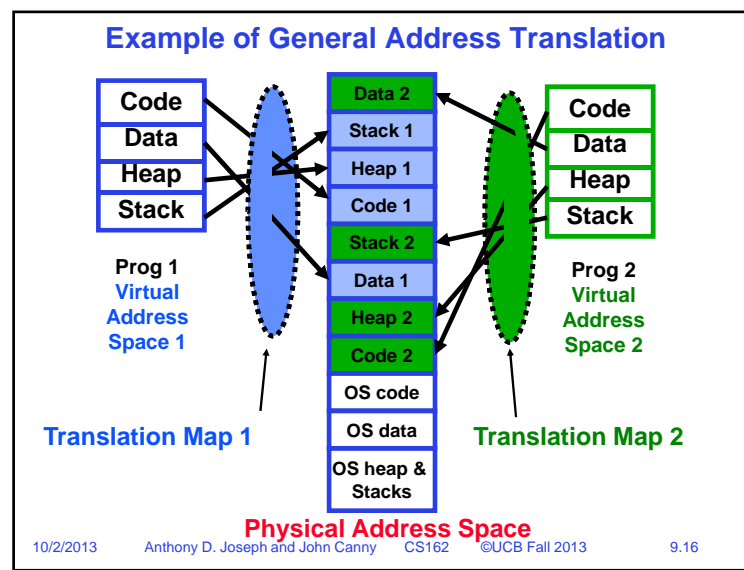 Example of General Address Translation
Code
Data
Heap
Stack
Prog 1
Virtual
Address
Space 1
Translation Map 1
Data 2
Stack 1
Heap 1
Code 1
Stack 2
Data 1
Heap 2
Code 2
OS code
OS data
OS heap &
Stacks
Code
Data
Heap
Stack
Prog 2
Virtual
Address
Space 2
Translation Map 2
Physical Address Space
10/2/2013 Anthony D. Joseph and John Canny CS162 ©UCB Fall 2013 9.16